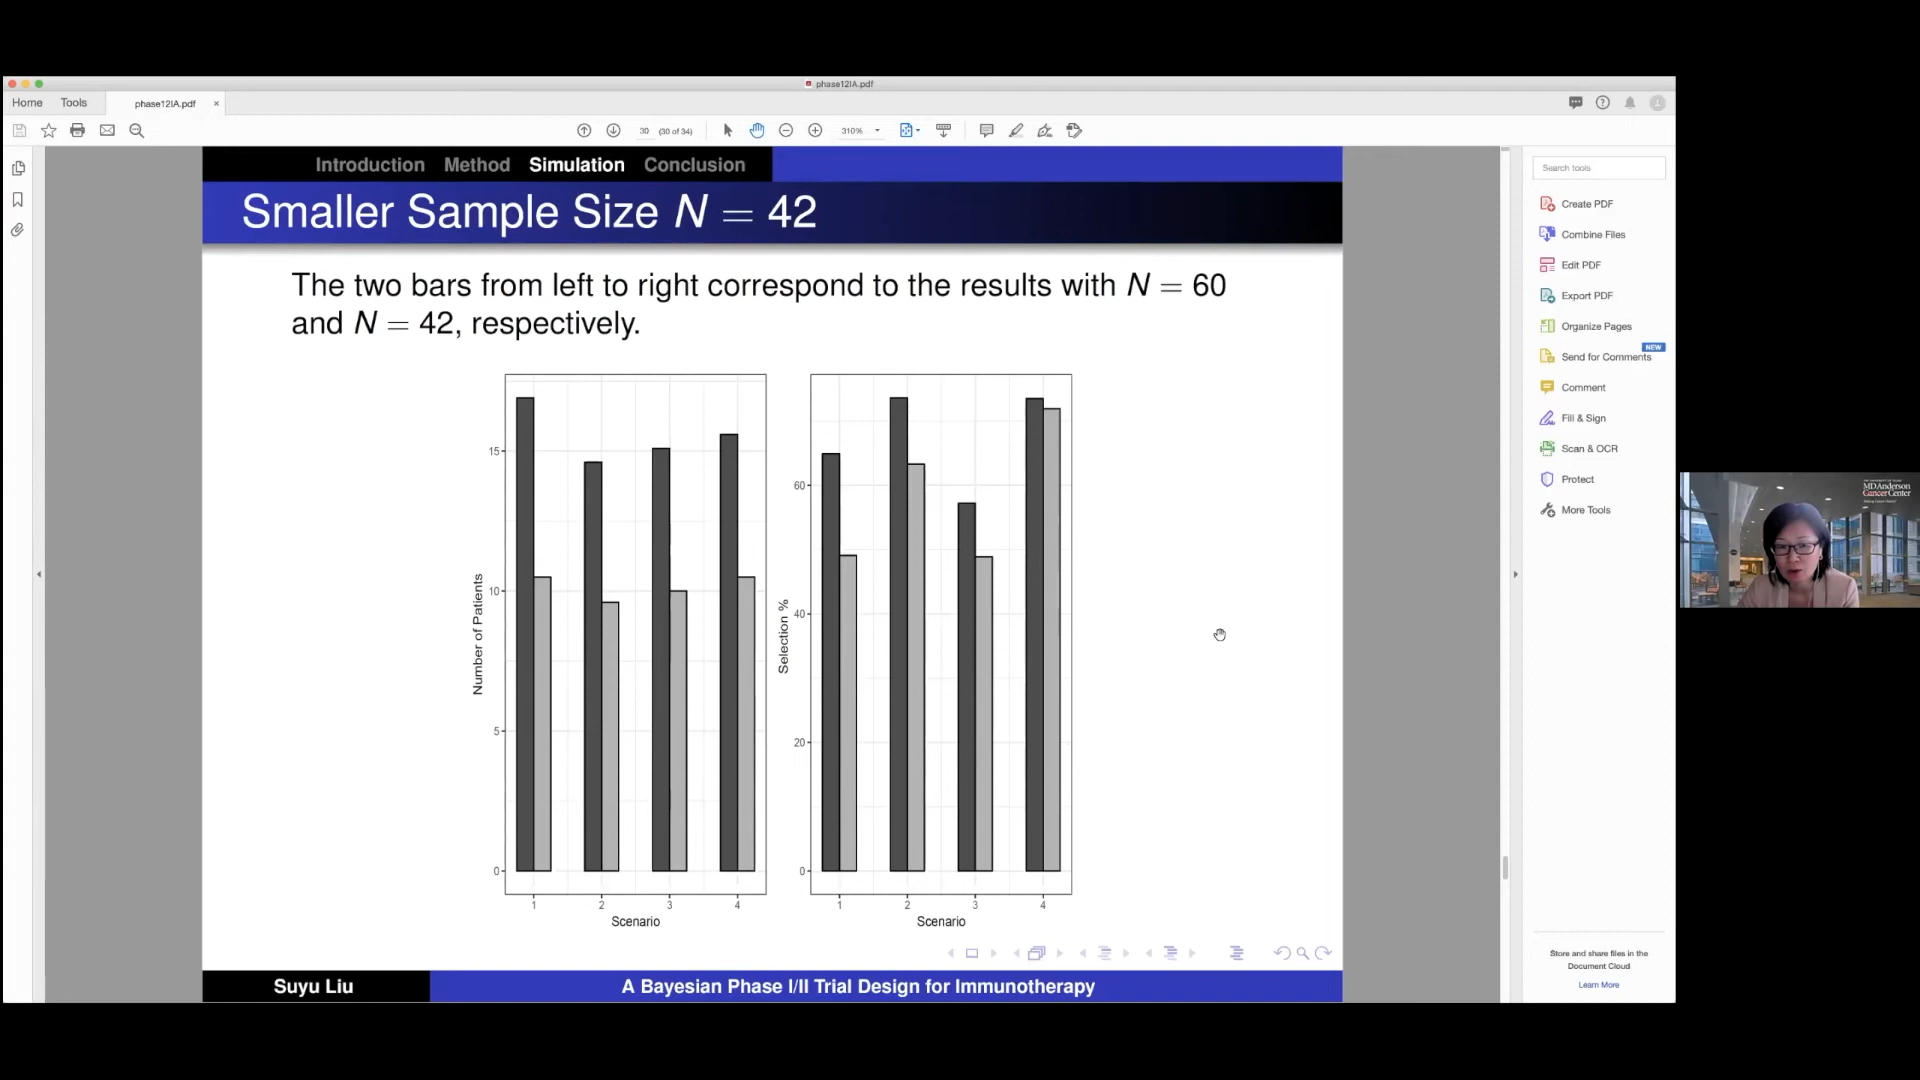 phase12IA.pdf
Home Tools phase12IA.pdf ×
30 (30 of 34) 310%
Introduction Method Simulation Conclusion
Smaller Sample Size N = 42
The two bars from left to right correspond to the results with N = 60
and N = 42, respectively.
Number of Patients
15
10
5
0
1 2 3 4
Scenario
Selection %
60
40
20
0
1 2 3 4
Scenario
Suyu Liu
A Bayesian Phase I/II Trial Design for Immunotherapy
Search tools
Create PDF
Combine Files
Edit PDF
Export PDF
Organize Pages
NEW
Send for Comments
Comment
Fill & Sign
Scan & OCR
Protect
More Tools
Store and share files in the
Document Cloud
Learn More
MD Anderson
Cancer Center